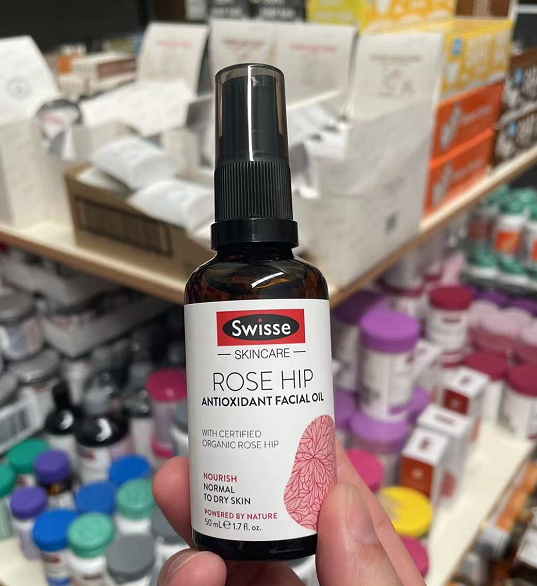 Swisse
SKINCARE
ROSE HIP
ANTIOXIDANT FACIAL OIL
WITH CERTIFIED
ORGANIC ROSE HIP
NOURISH
NORMAL
TO DRY SKIN
POWERED BY NATURE
50 mL ℮ 1.7 fl. oz.